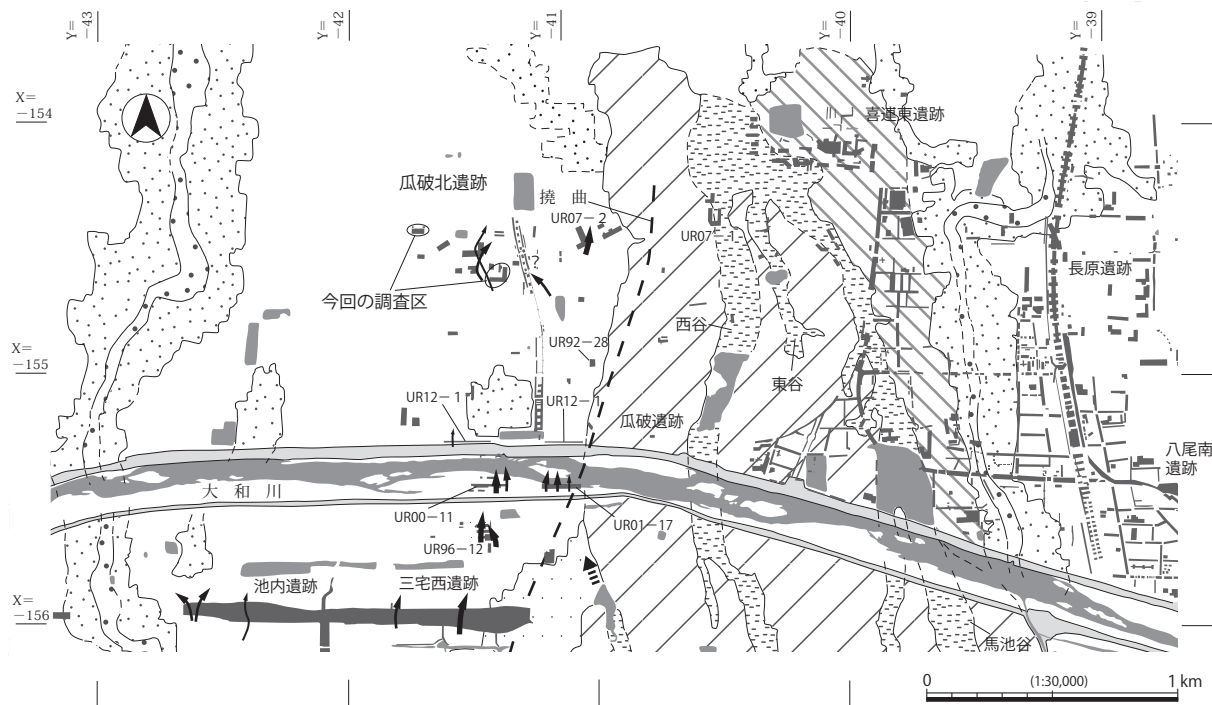 Y=
-43
Y=
-42
Y=
-41
Y=
-40
Y=
-39
X=
-154
喜連東遺跡
瓜破北遺跡
撓 曲
UR07-2
UR07-1
?
長原遺跡
今回の調査区
西谷
X=
-155
UR92-28
東谷
UR12-1
UR12-1
瓜破遺跡
八尾南
遺跡
大 和 川
UR00-11
UR01-17
UR96-12
池内遺跡
三宅西遺跡
X=
-156
馬池谷
0
(1:30,000)
1 km